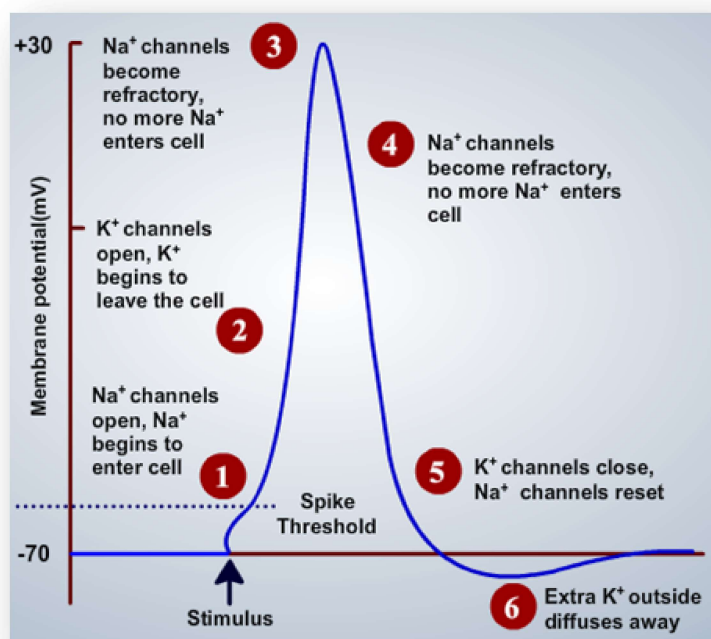 +30
Na⁺ channels
become
refractory,
no more Na⁺
enters cell
3
4
Na⁺ channels
become refractory,
no more Na⁺ enters
cell
K⁺ channels
open, K⁺
begins to
leave the cell
2
Membrane potential(mV)
Na⁺ channels
open, Na⁺
begins to
enter cell
1
Spike
Threshold
5
K⁺ channels close,
Na⁺ channels reset
-70
Stimulus
6
Extra K⁺ outside
diffuses away